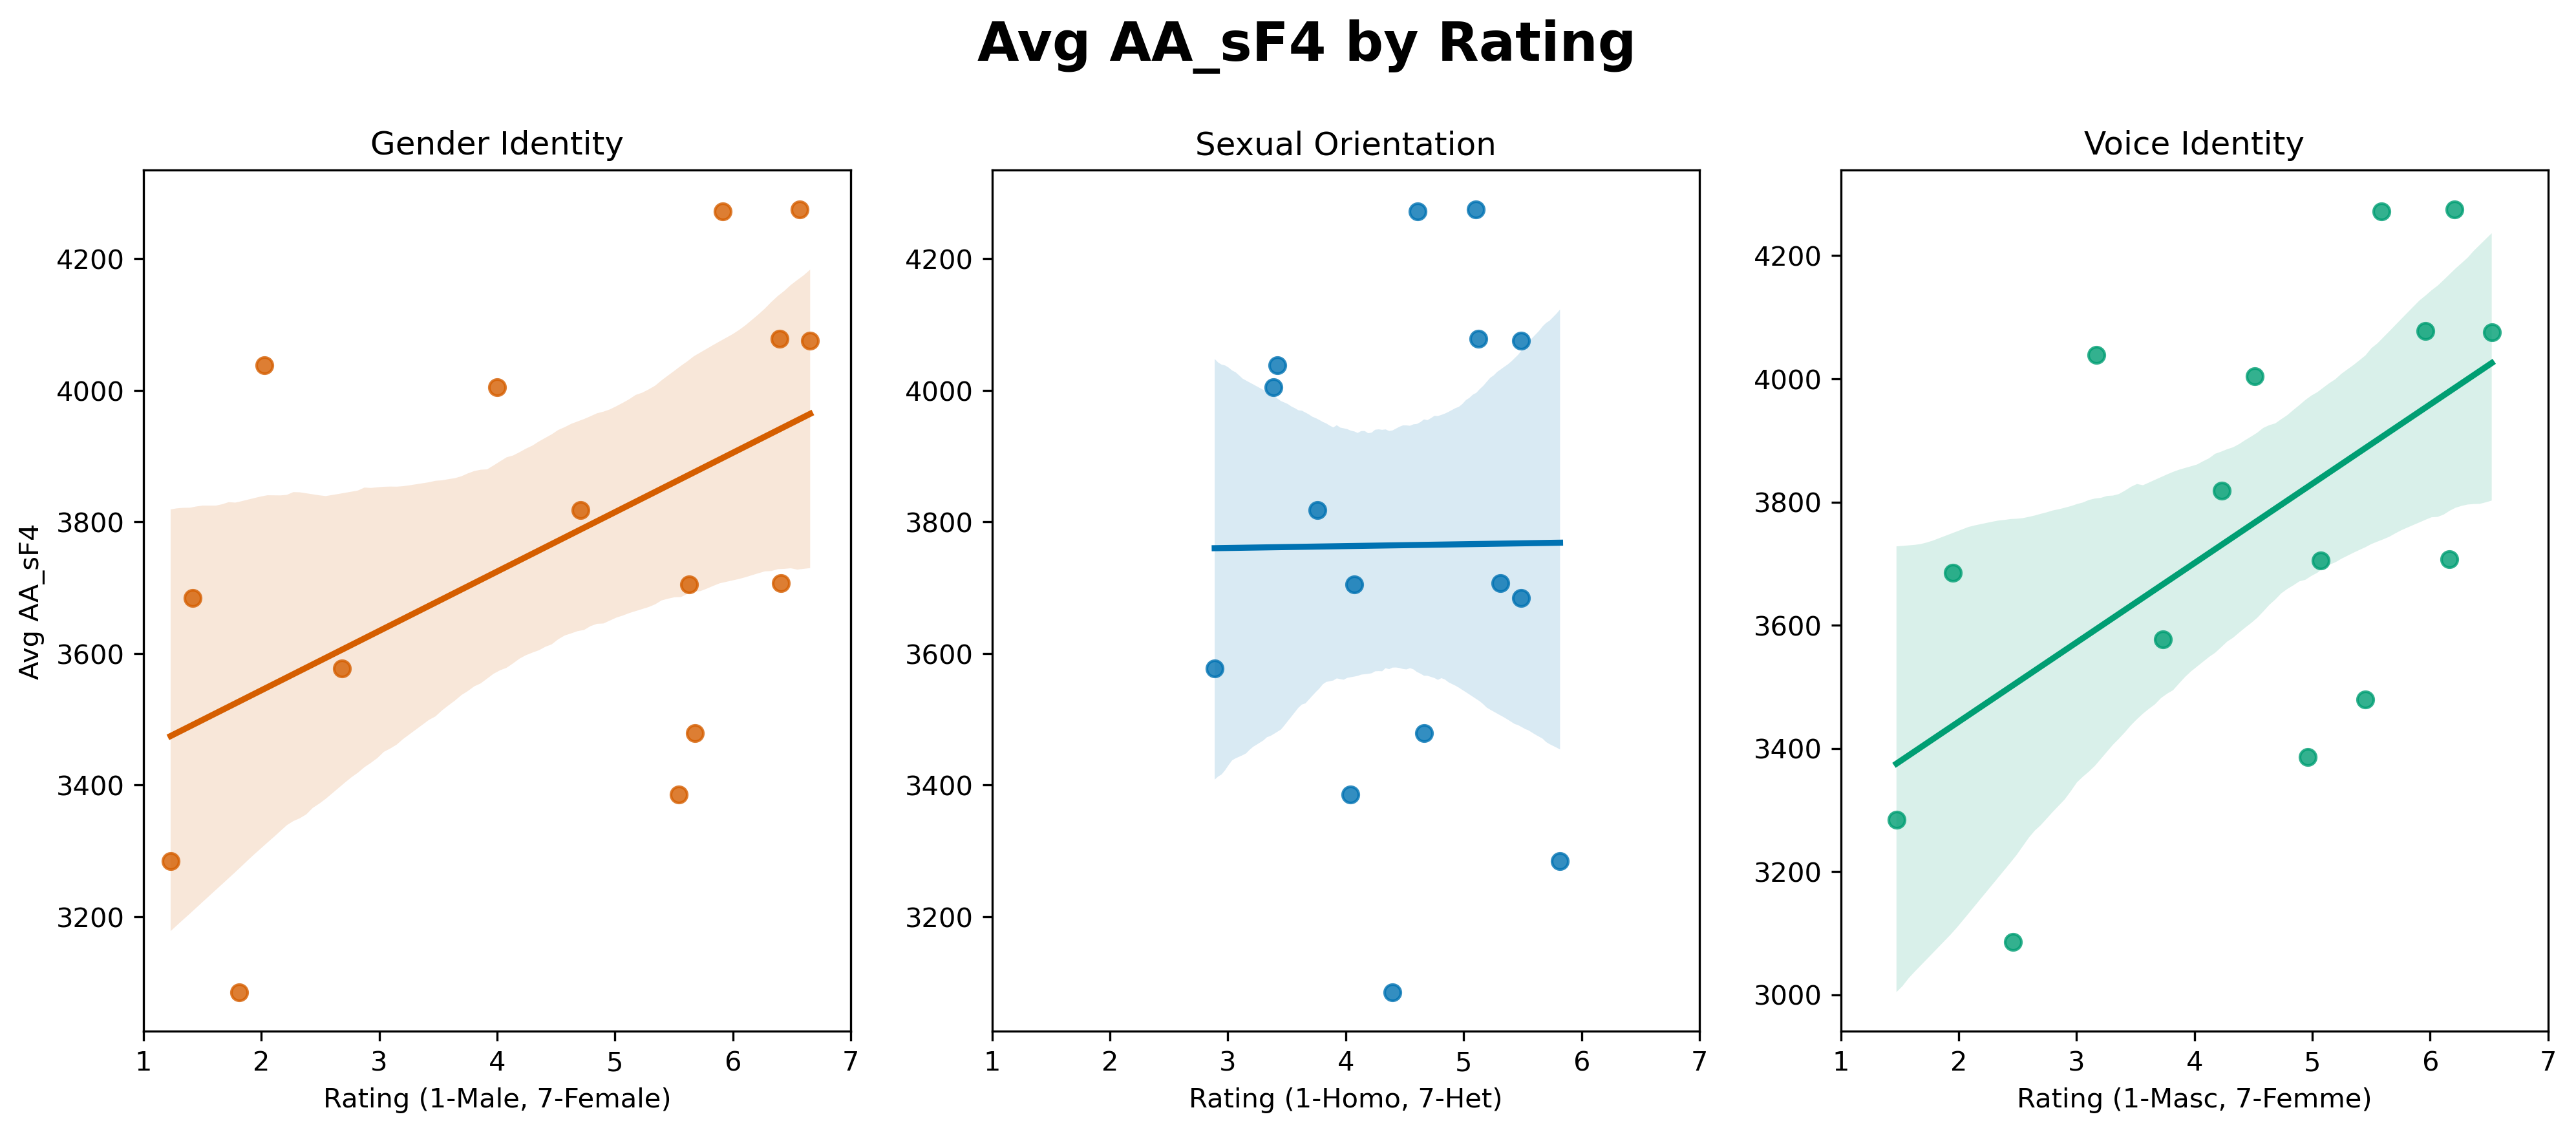 Avg AA_sF4 by Rating
Gender Identity
Avg AA_sF4
4200
4000
3800
3600
3400
3200
1 2 3 4 5 6 7
Rating (1-Male, 7-Female)
Sexual Orientation
4200
4000
3800
3600
3400
3200
1 2 3 4 5 6 7
Rating (1-Homo, 7-Het)
Voice Identity
4200
4000
3800
3600
3400
3200
3000
1 2 3 4 5 6 7
Rating (1-Masc, 7-Femme)